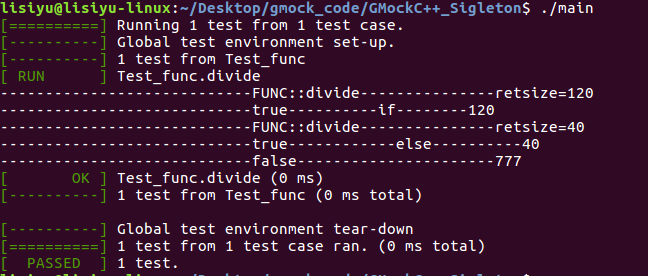 lisiyu@lisiyu-linux:~/Desktop/gmock_code/GMockC++_Sigleton$ ./main
[==========] Running 1 test from 1 test case.
[----------] Global test environment set-up.
[----------] 1 test from Test_func
[ RUN      ] Test_func.divide
----------------------------FUNC::divide---------------retsize=120
----------------------------true----------if--------120
----------------------------FUNC::divide---------------retsize=40
----------------------------true------------else----------40
----------------------------false----------------------777
[       OK ] Test_func.divide (0 ms)
[----------] 1 test from Test_func (0 ms total)
[----------] Global test environment tear-down
[==========] 1 test from 1 test case ran. (0 ms total)
[  PASSED  ] 1 test.